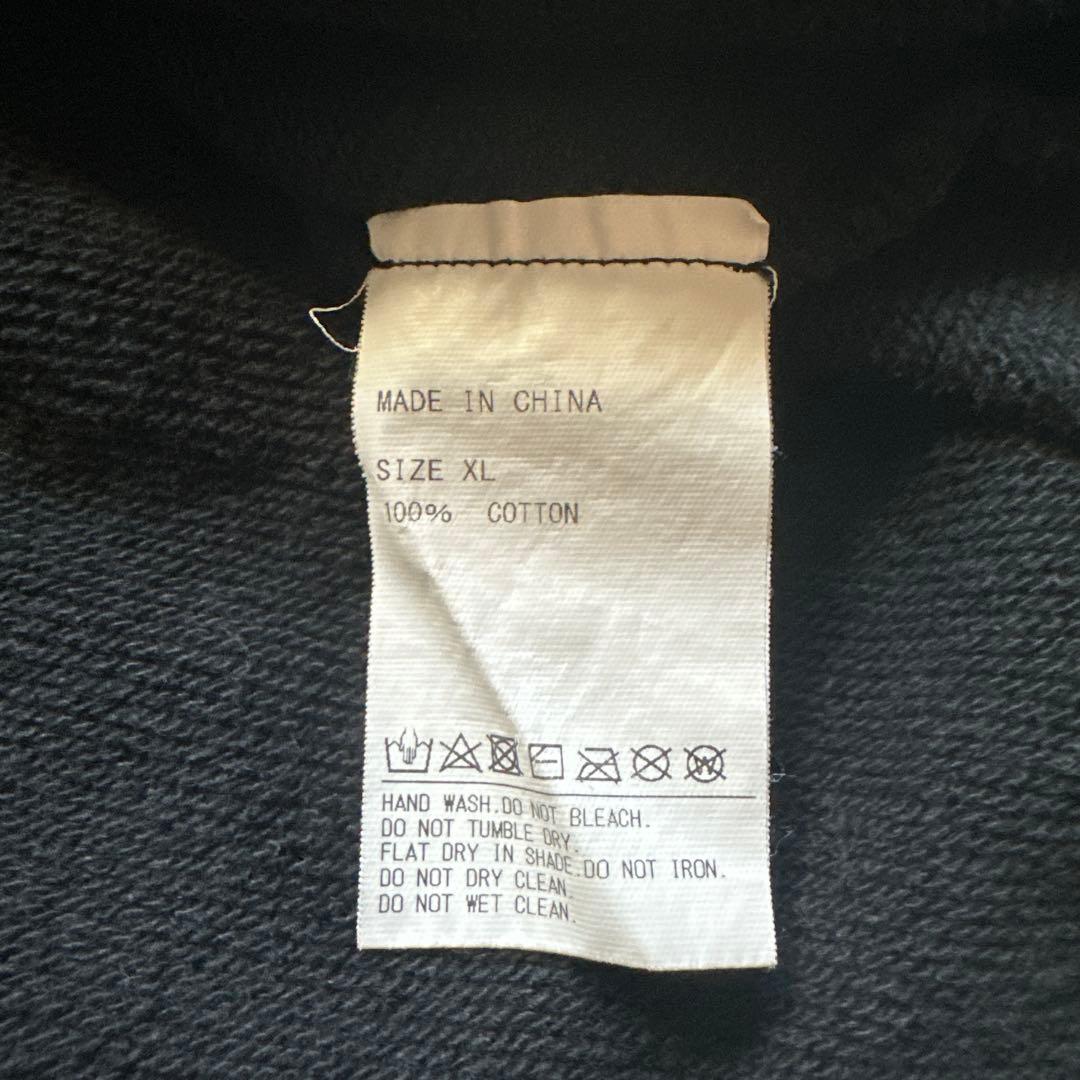 MADE IN CHINA
SIZE XL
100% COTTON
W
HAND WASH.DO NOT BLEACH.
DO NOT TUMBLE DRY.
FLAT DRY IN SHADE.DO NOT IRON.
DO NOT DRY CLEAN.
DO NOT WET CLEAN.